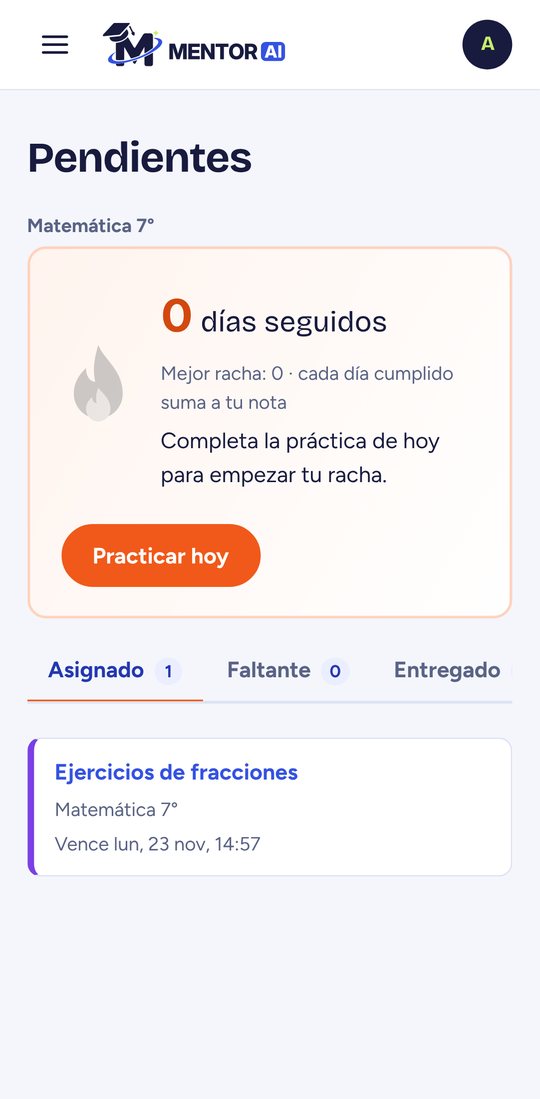 MENTOR AI
A
Pendientes
Matemática 7°
0 días seguidos
Mejor racha: 0 · cada día cumplido
suma a tu nota
Completa la práctica de hoy
para empezar tu racha.
Practicar hoy
Asignado 1 Faltante 0 Entregado
Ejercicios de fracciones
Matemática 7°
Vence lun, 23 nov, 14:57